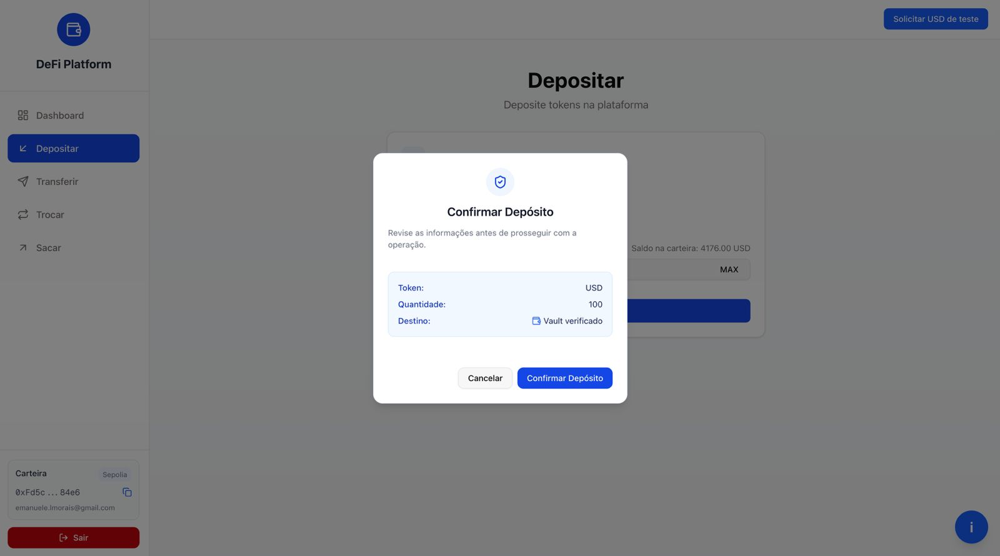 DeFi Platform
Dashboard
Depositar
Transferir
Trocar
Sacar
Carteira
Sepolia
0xFd5c...84e6
emanuele.lmorais@gmail.com
Sair
Solicitar USD de teste
Depositar
Deposite tokens na plataforma
Saldo na carteira: 4176.00 USD
MAX
Confirmar Depósito
Revise as informações antes de prosseguir com a
operação.
Token: USD
Quantidade: 100
Destino: Vault verificado
Cancelar
Confirmar Depósito
i